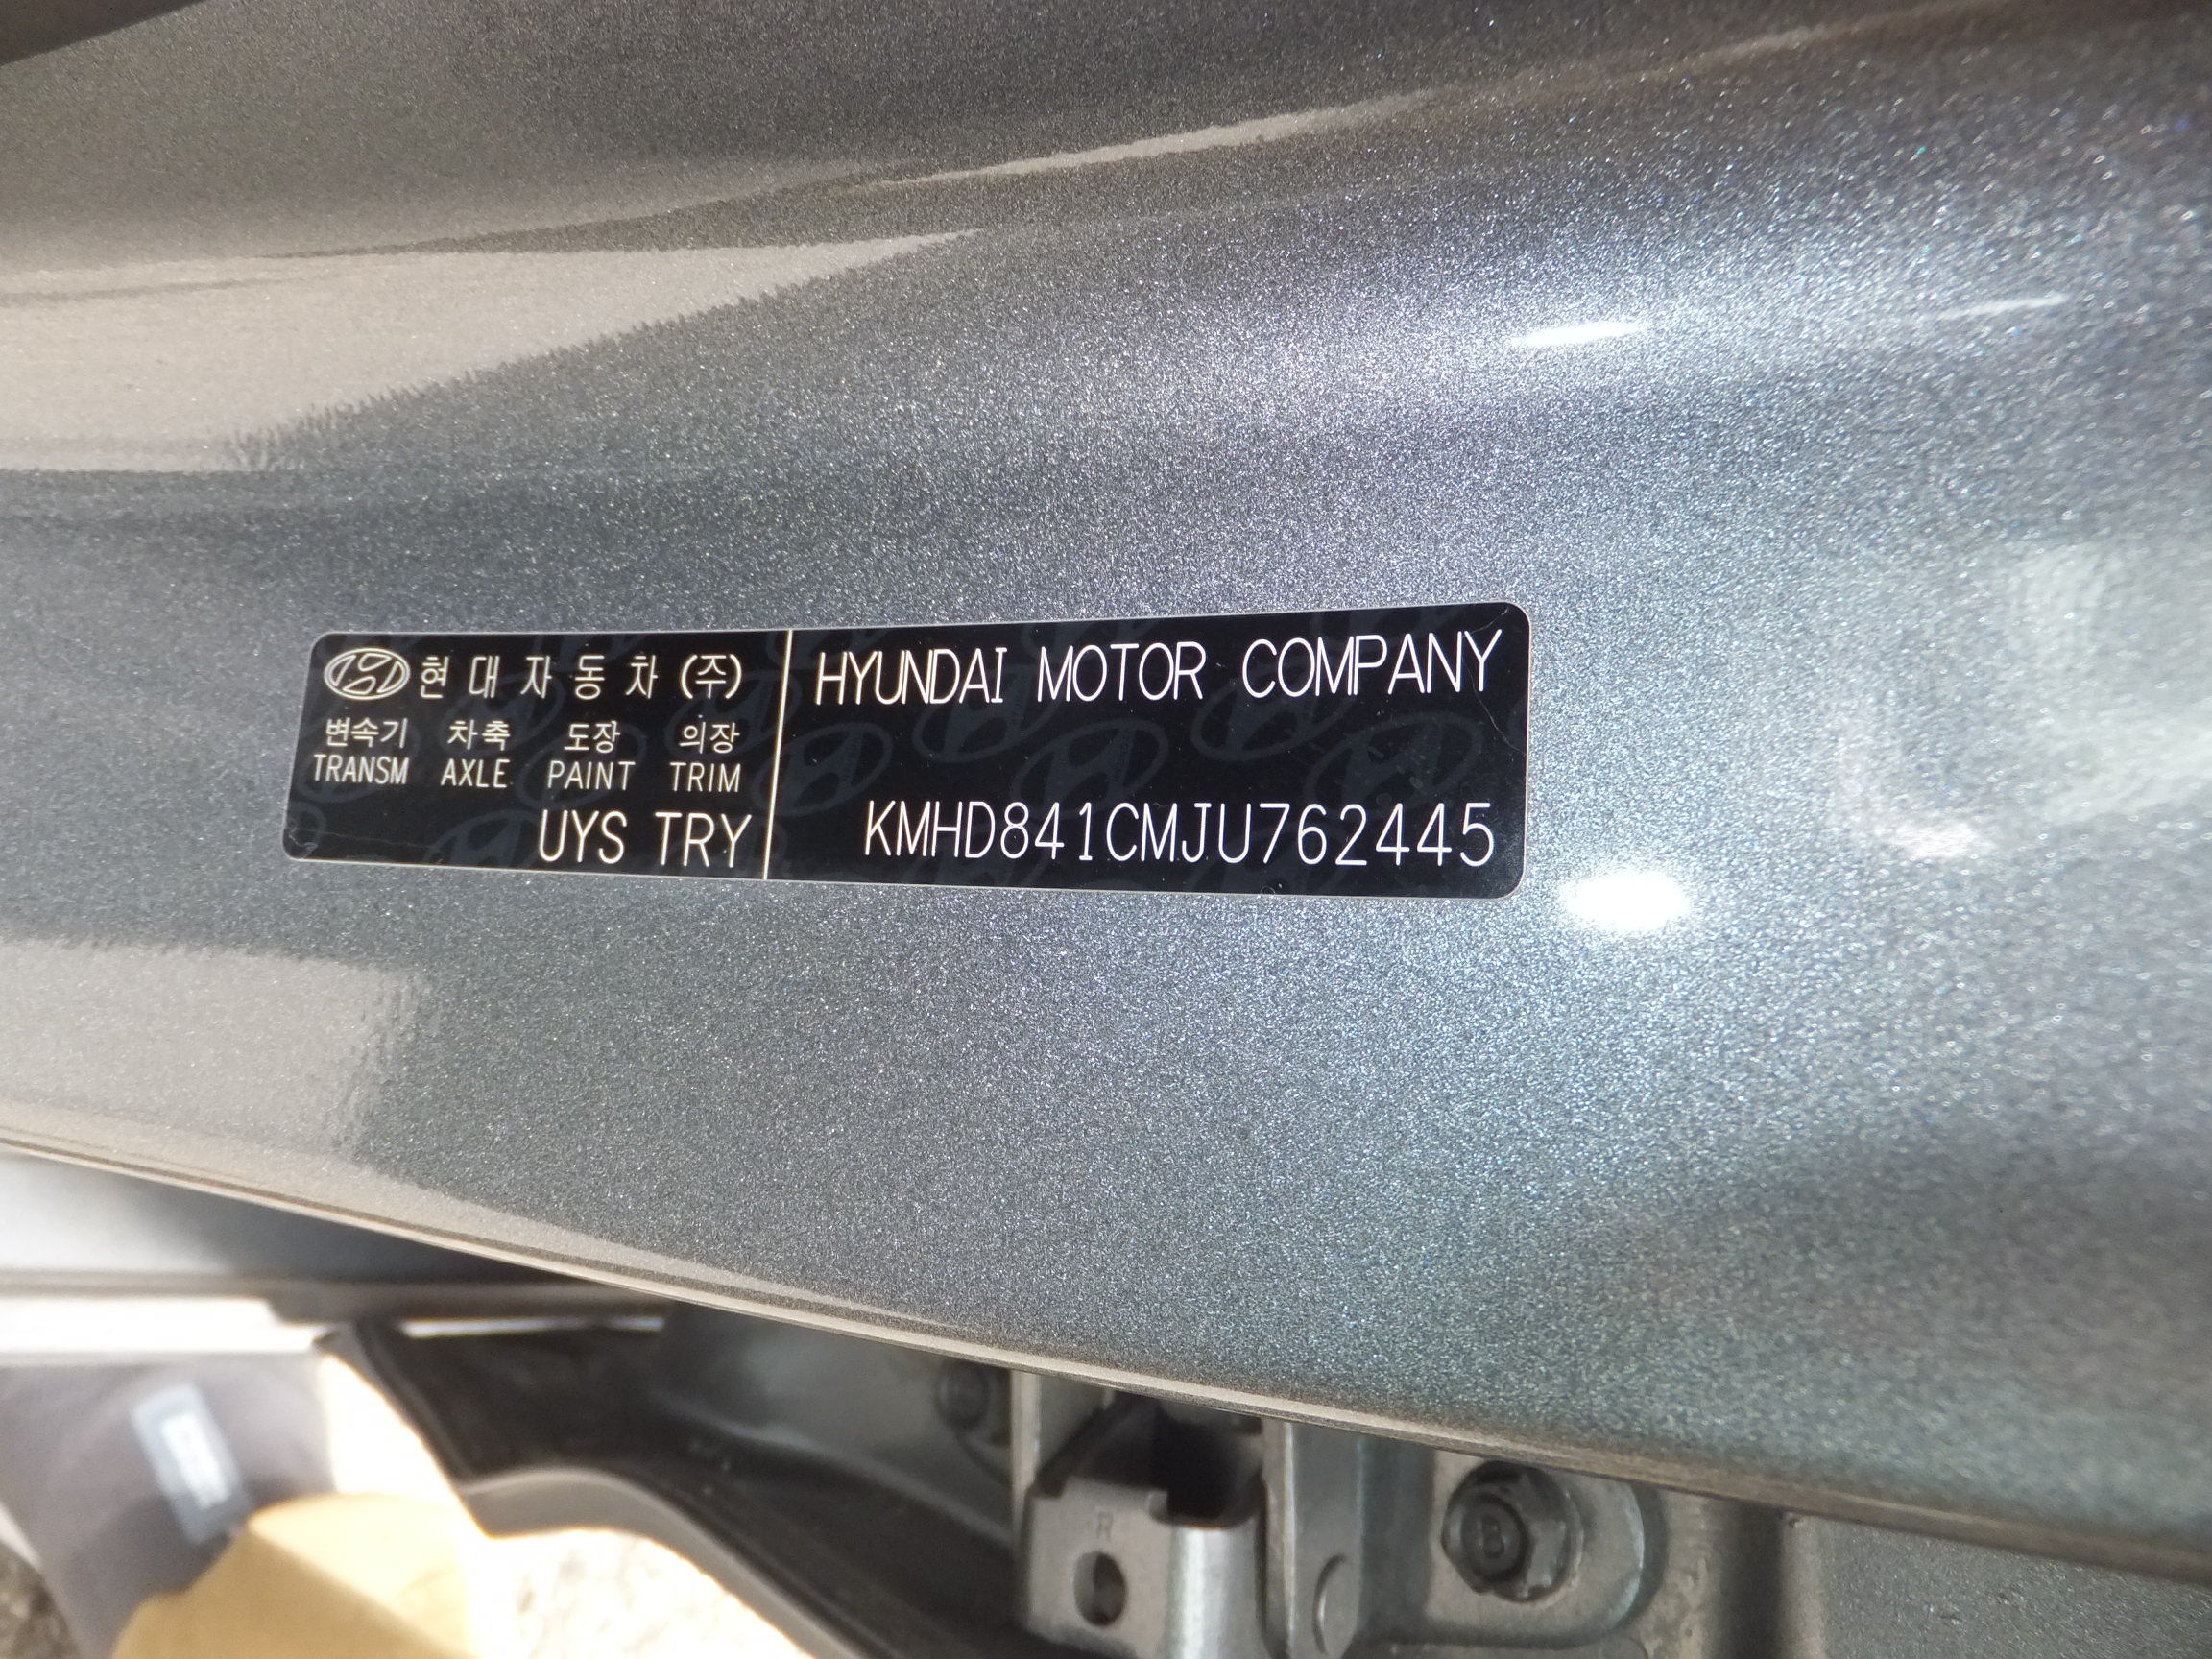 현대자동차(주)
변속기 차축 도장 의장
TRANSM AXLE PAINT TRIM
UYS TRY
HYUNDAI MOTOR COMPANY
KMHD841CMJU762445
R
8